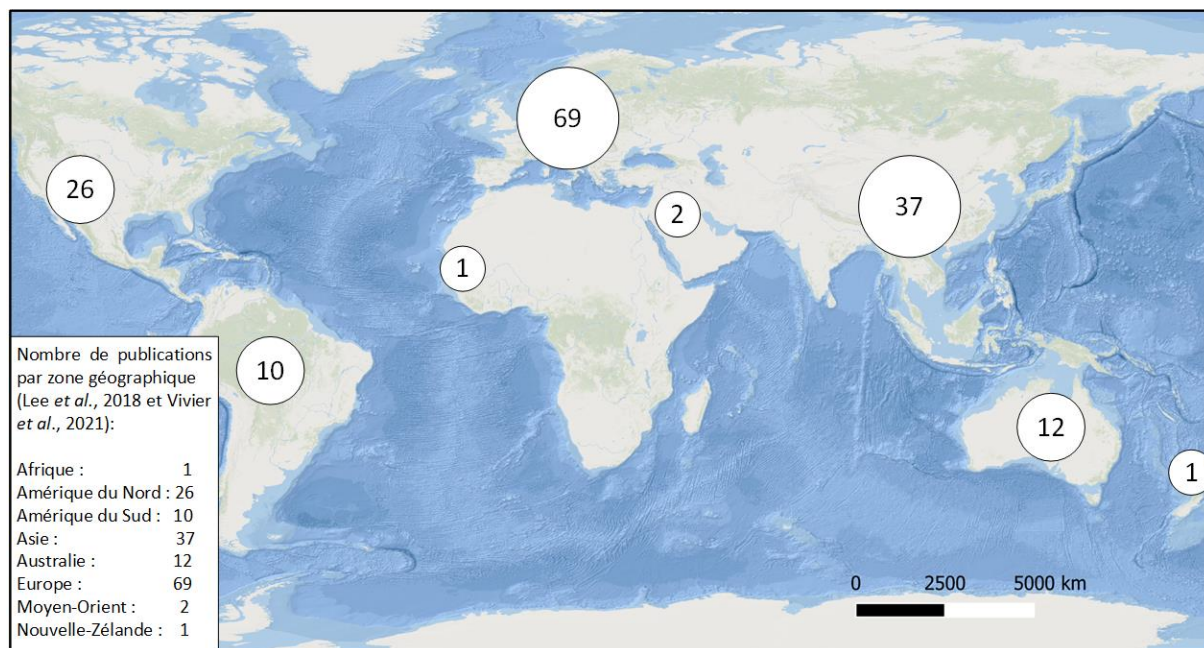 69
26
2
37
1
10
12
1
Nombre de publications
par zone géographique
(Lee et al., 2018 et Vivier
et al., 2021):
Afrique : 1
Amérique du Nord : 26
Amérique du Sud : 10
Asie : 37
Australie : 12
Europe : 69
Moyen-Orient : 2
Nouvelle-Zélande : 1
0 2500 5000 km